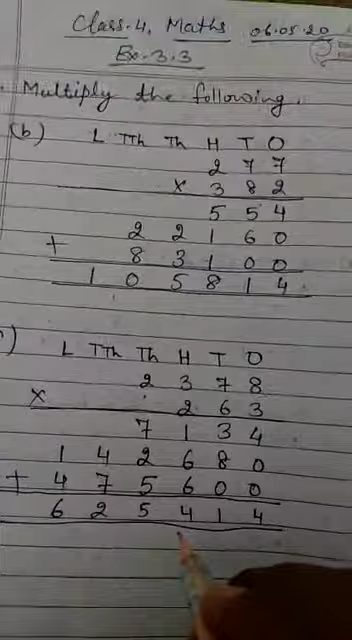 Class.4, Maths 06.05.20
Ex.3.3
Multiply the following.
(b) L TTh Th H T O
2 7 7
x 3 8 2
5 5 4
2 2 1 6 0
+ 8 3 1 0 0
1 0 5 8 1 4
) L TTh Th H T O
2 3 7 8
x 2 6 3
7 1 3 4
1 4 2 6 8 0
+ 4 7 5 6 0 0
6 2 5 4 1 4